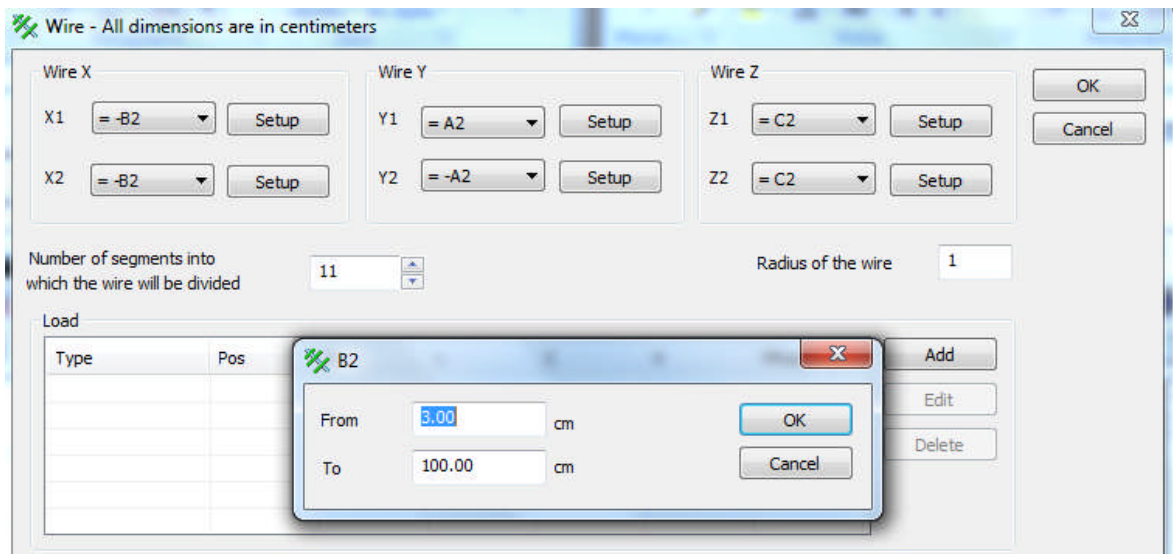 Wire - All dimensions are in centimeters
Wire X
Wire Y
Wire Z
OK
X1 = -B2 Setup Y1 = A2 Setup Z1 = C2 Setup
Cancel
X2 = -B2 Setup Y2 = -A2 Setup Z2 = C2 Setup
Number of segments into
which the wire will be divided
11
Radius of the wire 1
Load
Type Pos
Add
Edit
Delete
B2
From 3.00 cm
OK
To 100.00 cm
Cancel